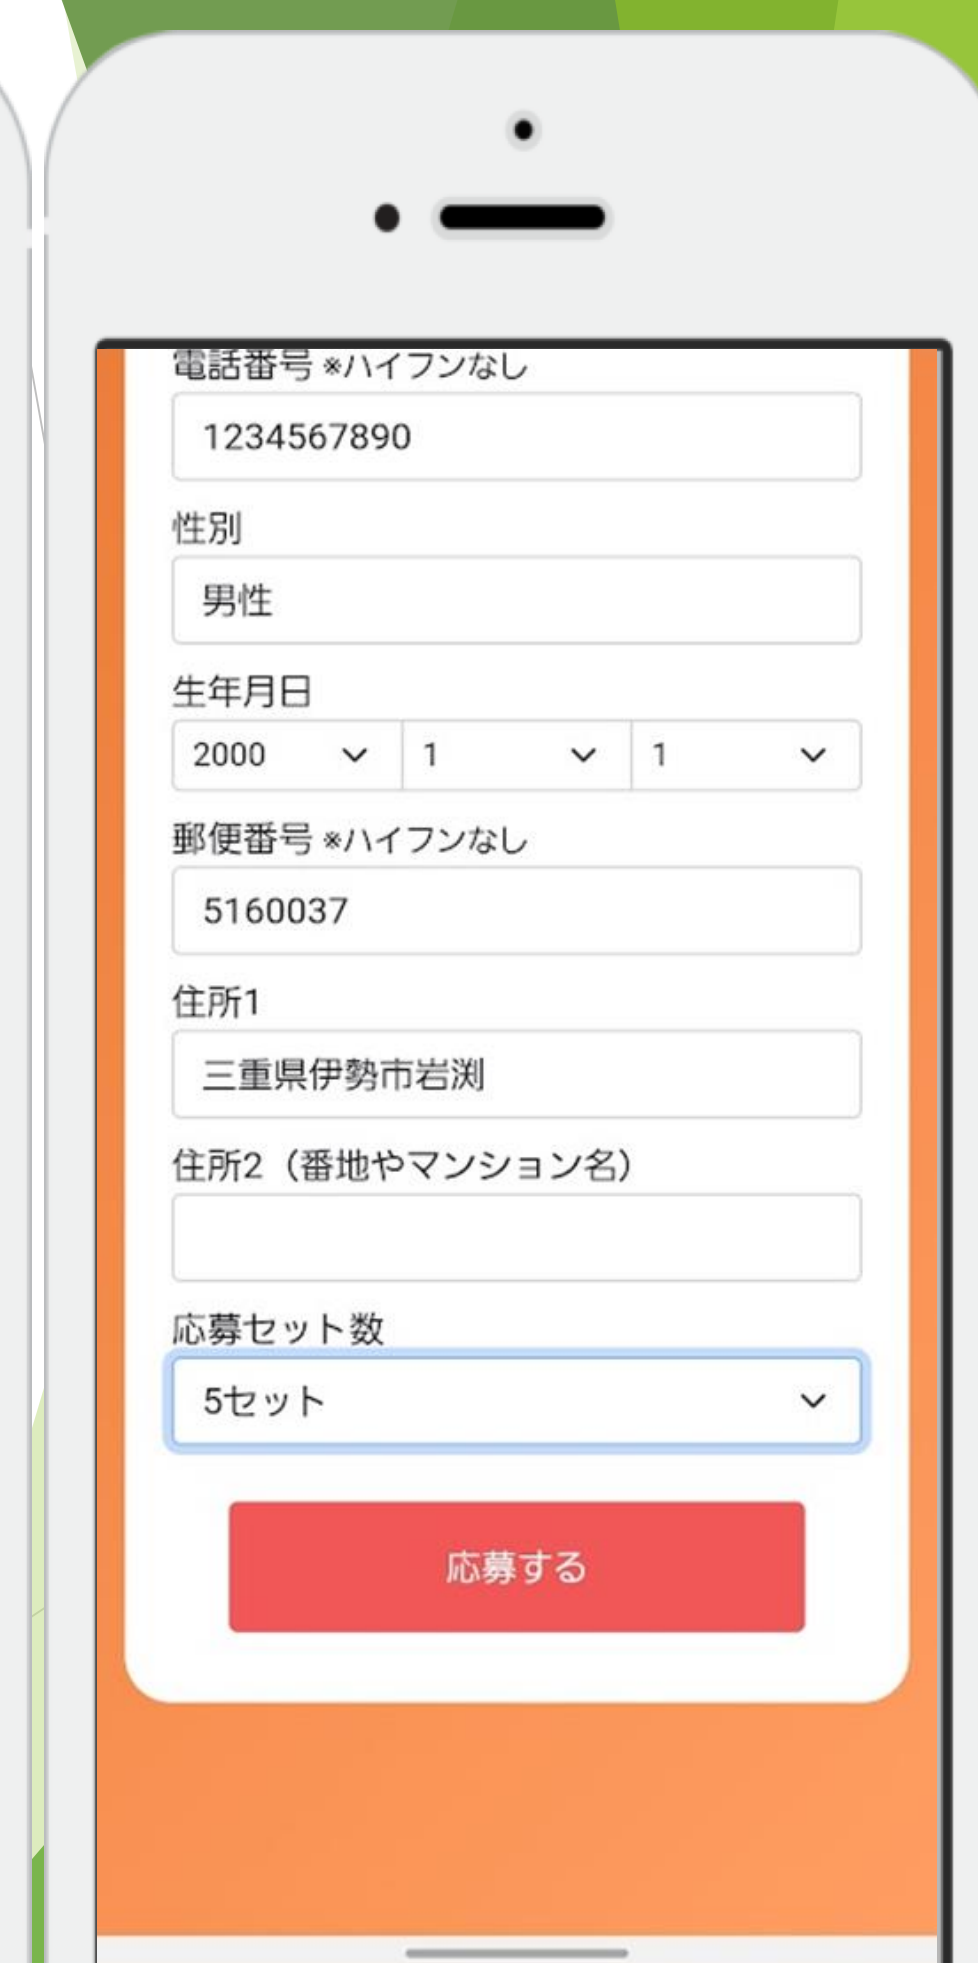 電話番号 ※ハイフンなし
1234567890
性別
男性
生年月日
2000 1 1
郵便番号 ※ハイフンなし
5160037
住所1
三重県伊勢市岩渕
住所2（番地やマンション名）
応募セット数
5セット
応募する